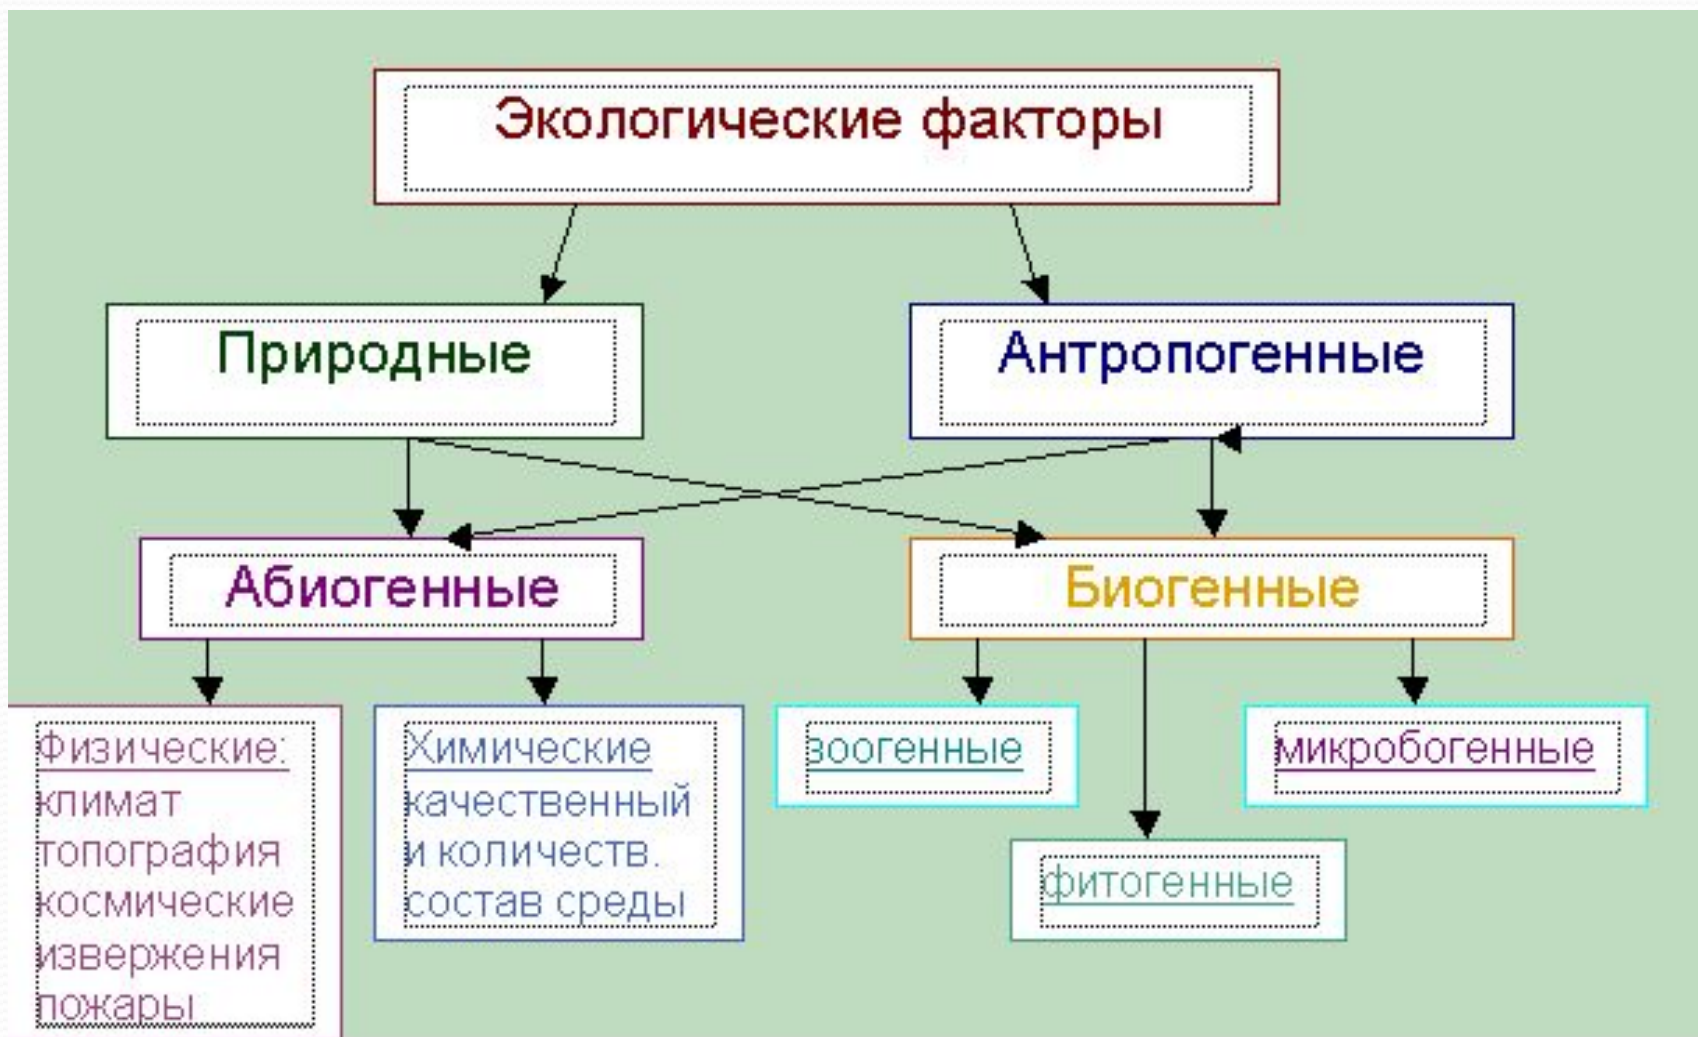 Экологические факторы
Природные
Антропогенные
Абиогенные
Биогенные
Физические:
климат
топография
космические
извержения
пожары
Химические
качественный
и количеств.
состав среды
зоогенные
микробогенные
фитогенные